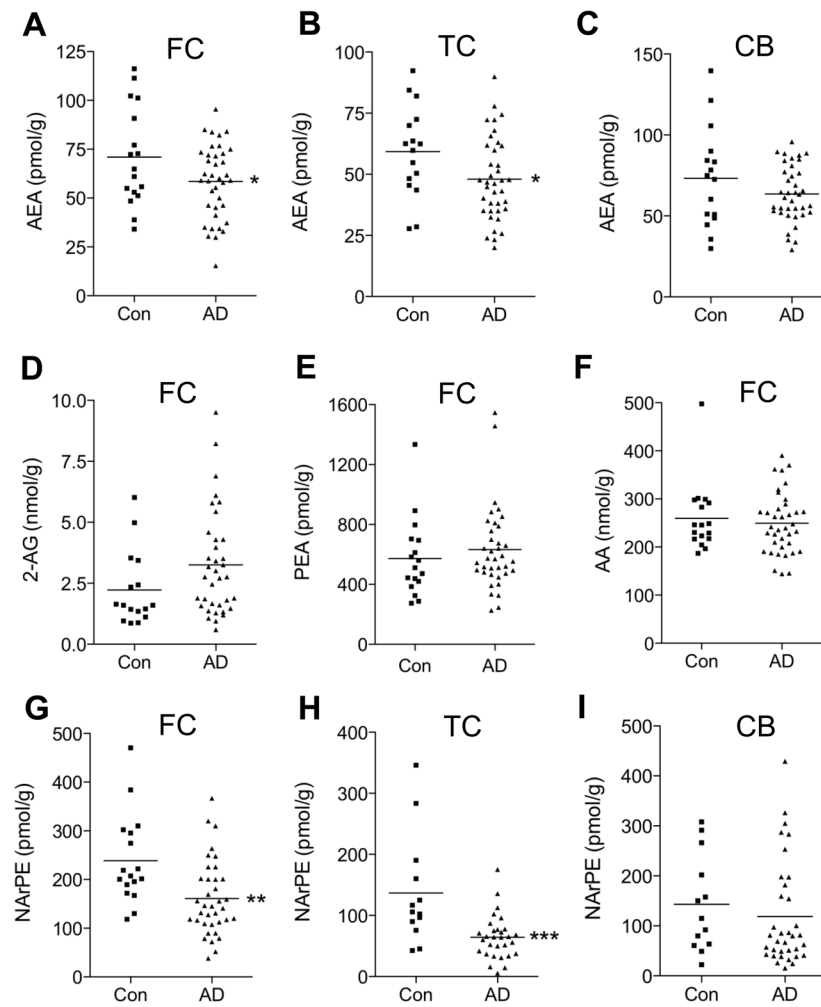 A
FC
AEA (pmol/g)
125
100
75
50
25
0
*
Con
AD
B
TC
AEA (pmol/g)
100
75
50
25
0
*
Con
AD
C
CB
AEA (pmol/g)
150
100
50
0
Con
AD
D
FC
2-AG (nmol/g)
10.0
7.5
5.0
2.5
0.0
Con
AD
E
FC
PEA (pmol/g)
1600
1200
800
400
0
Con
AD
F
FC
AA (nmol/g)
500
400
300
200
100
0
Con
AD
G
FC
NArPE (pmol/g)
500
400
300
200
100
0
**
Con
AD
H
TC
NArPE (pmol/g)
400
300
200
100
0
***
Con
AD
I
CB
NArPE (pmol/g)
500
400
300
200
100
0
Con
AD